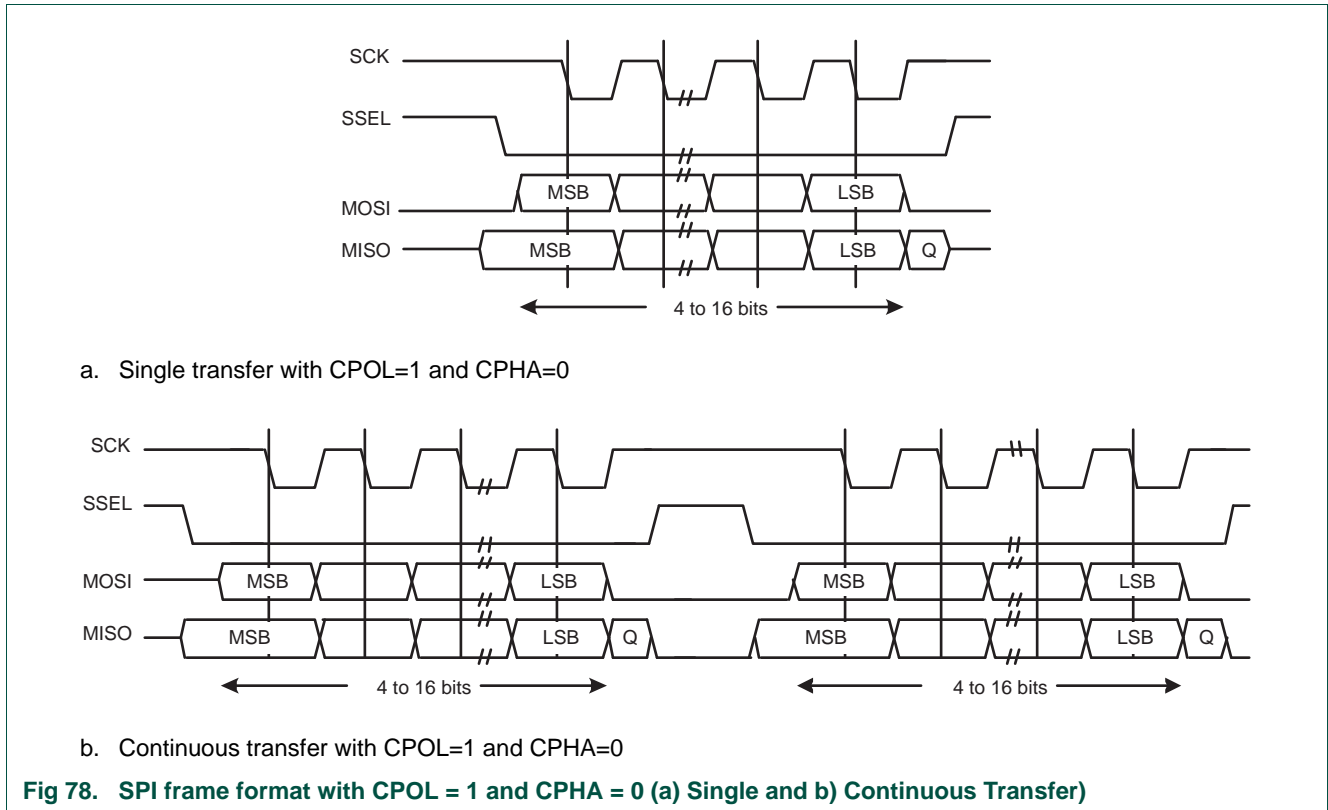 SCK
SSEL
MOSI MSB LSB
MISO MSB LSB Q
4 to 16 bits
a. Single transfer with CPOL=1 and CPHA=0
SCK
SSEL
MOSI MSB LSB MSB LSB
MISO MSB LSB Q MSB LSB Q
4 to 16 bits 4 to 16 bits
b. Continuous transfer with CPOL=1 and CPHA=0
Fig 78. SPI frame format with CPOL = 1 and CPHA = 0 (a) Single and b) Continuous Transfer)